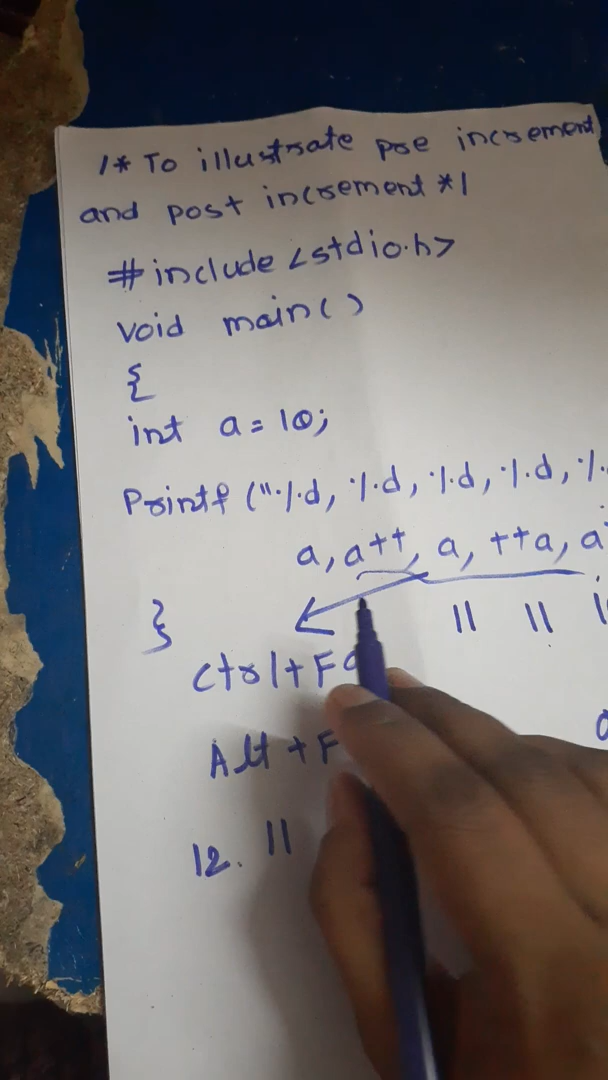 /* To illustrate pre increment
and post increment */
#include <stdio.h>
void main()
{
int a = 10;
Printf ("%d, %d, %d, %d, %
a, a++, a, ++a, a
}
11 11
Ctrl+F
Alt + F
12. 11